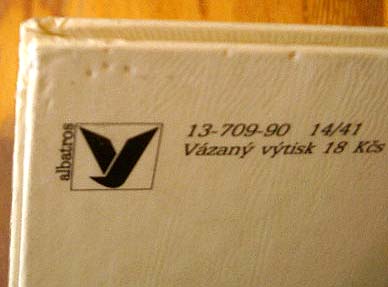 albatros
13-709-90 14/41
Vázaný výtisk 18 Kčs